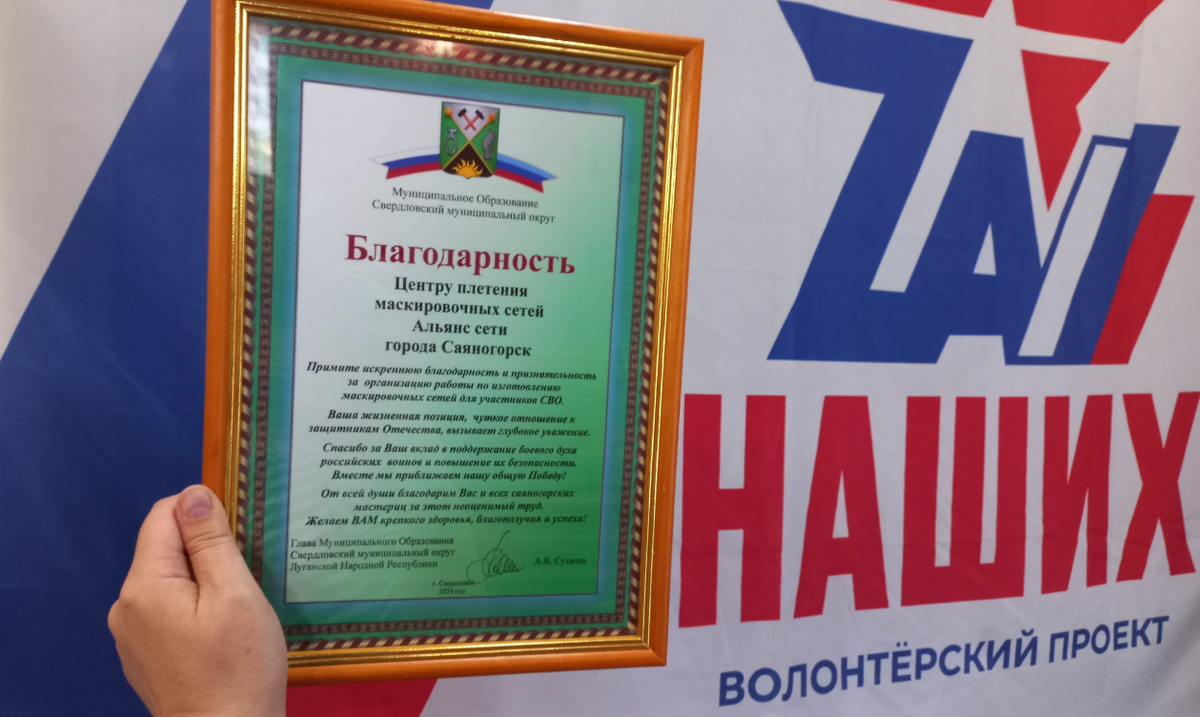 Муниципальное Образование
Свердловский муниципальный округ
Благодарность
Центру плетения
маскировочных сетей
Альянс сети
города Саяногорск
Примите искреннюю благодарность и признательность
за организацию работы по изготовлению
маскировочных сетей для участников СВО.
Ваша жизненная позиция, чуткое отношение к
защитникам Отечества, вызывает глубокое уважение.
Спасибо за Ваш вклад в поддержание боевого духа
российских воинов и повышение их безопасности.
Вместе мы приближаем нашу общую Победу!
От всей души благодарим Вас и всех саяногорских
мастериц за этот неоценимый труд.
Желаем ВАМ крепкого здоровья, благополучия и успеха!
Глава Муниципального Образования
Свердловский муниципальный округ
Луганской Народной Республики
А.В. Сухачев
г. Свердловск
2024 год
ZА
НАШИХ
ВОЛОНТЁРСКИЙ ПРОЕКТ